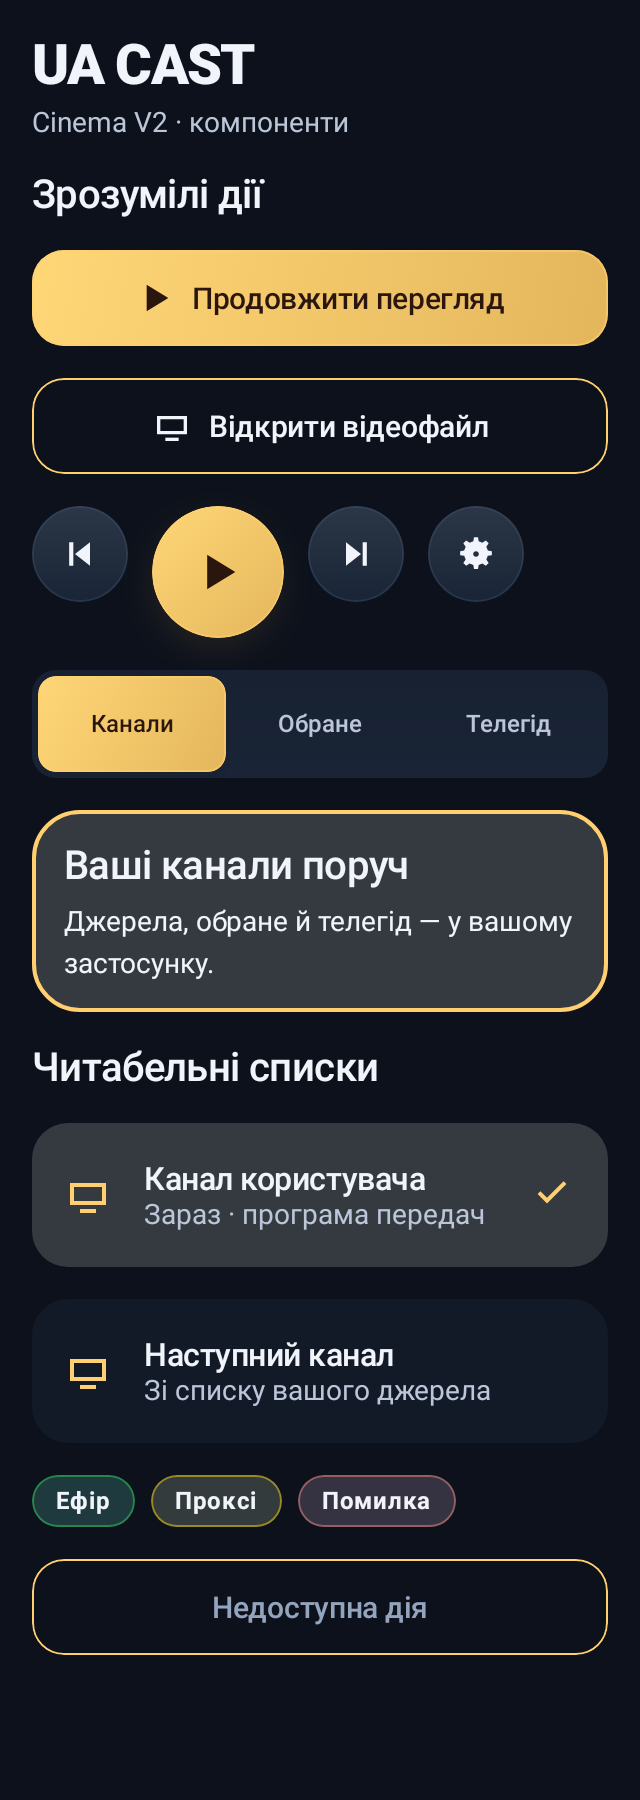 UA CAST
Cinema V2 · компоненти
Зрозумілі дії
Продовжити перегляд
Відкрити відеофайл
Канали
Обране
Телегід
Ваші канали поруч
Джерела, обране й телегід — у вашому
застосунку.
Читабельні списки
Канал користувача
Зараз · програма передач
Наступний канал
Зі списку вашого джерела
Ефір
Проксі
Помилка
Недоступна дія